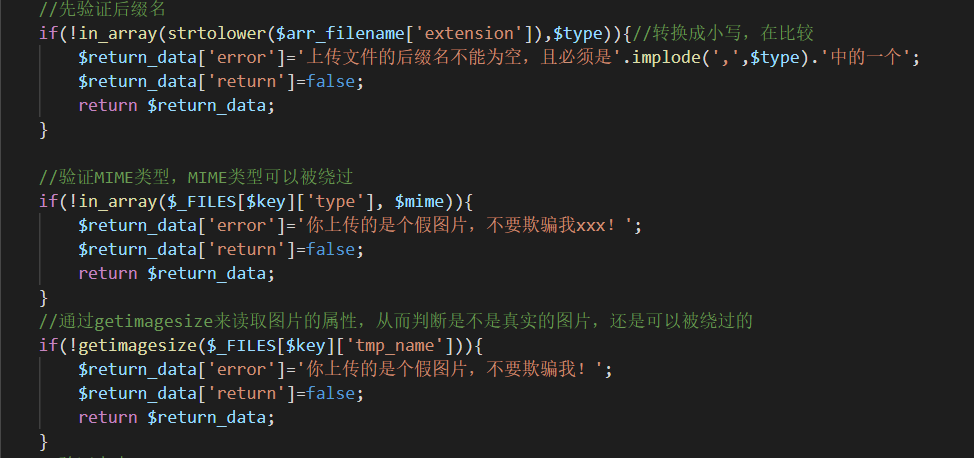 //先验证后缀名
if(!in_array(strtolower($arr_filename['extension']),$type)){//转换成小写，在比较
$return_data['error']='上传文件的后缀名不能为空，且必须是'.implode(',',$type).'中的一个';
$return_data['return']=false;
return $return_data;
}
//验证MIME类型，MIME类型可以被绕过
if(!in_array($_FILES[$key]['type'], $mime)){
$return_data['error']='你上传的是个假图片，不要欺骗我xxx！';
$return_data['return']=false;
return $return_data;
}
//通过getimagesize来读取图片的属性，从而判断是不是真实的图片，还是可以被绕过的
if(!getimagesize($_FILES[$key]['tmp_name'])){
$return_data['error']='你上传的是个假图片，不要欺骗我！';
$return_data['return']=false;
return $return_data;
}